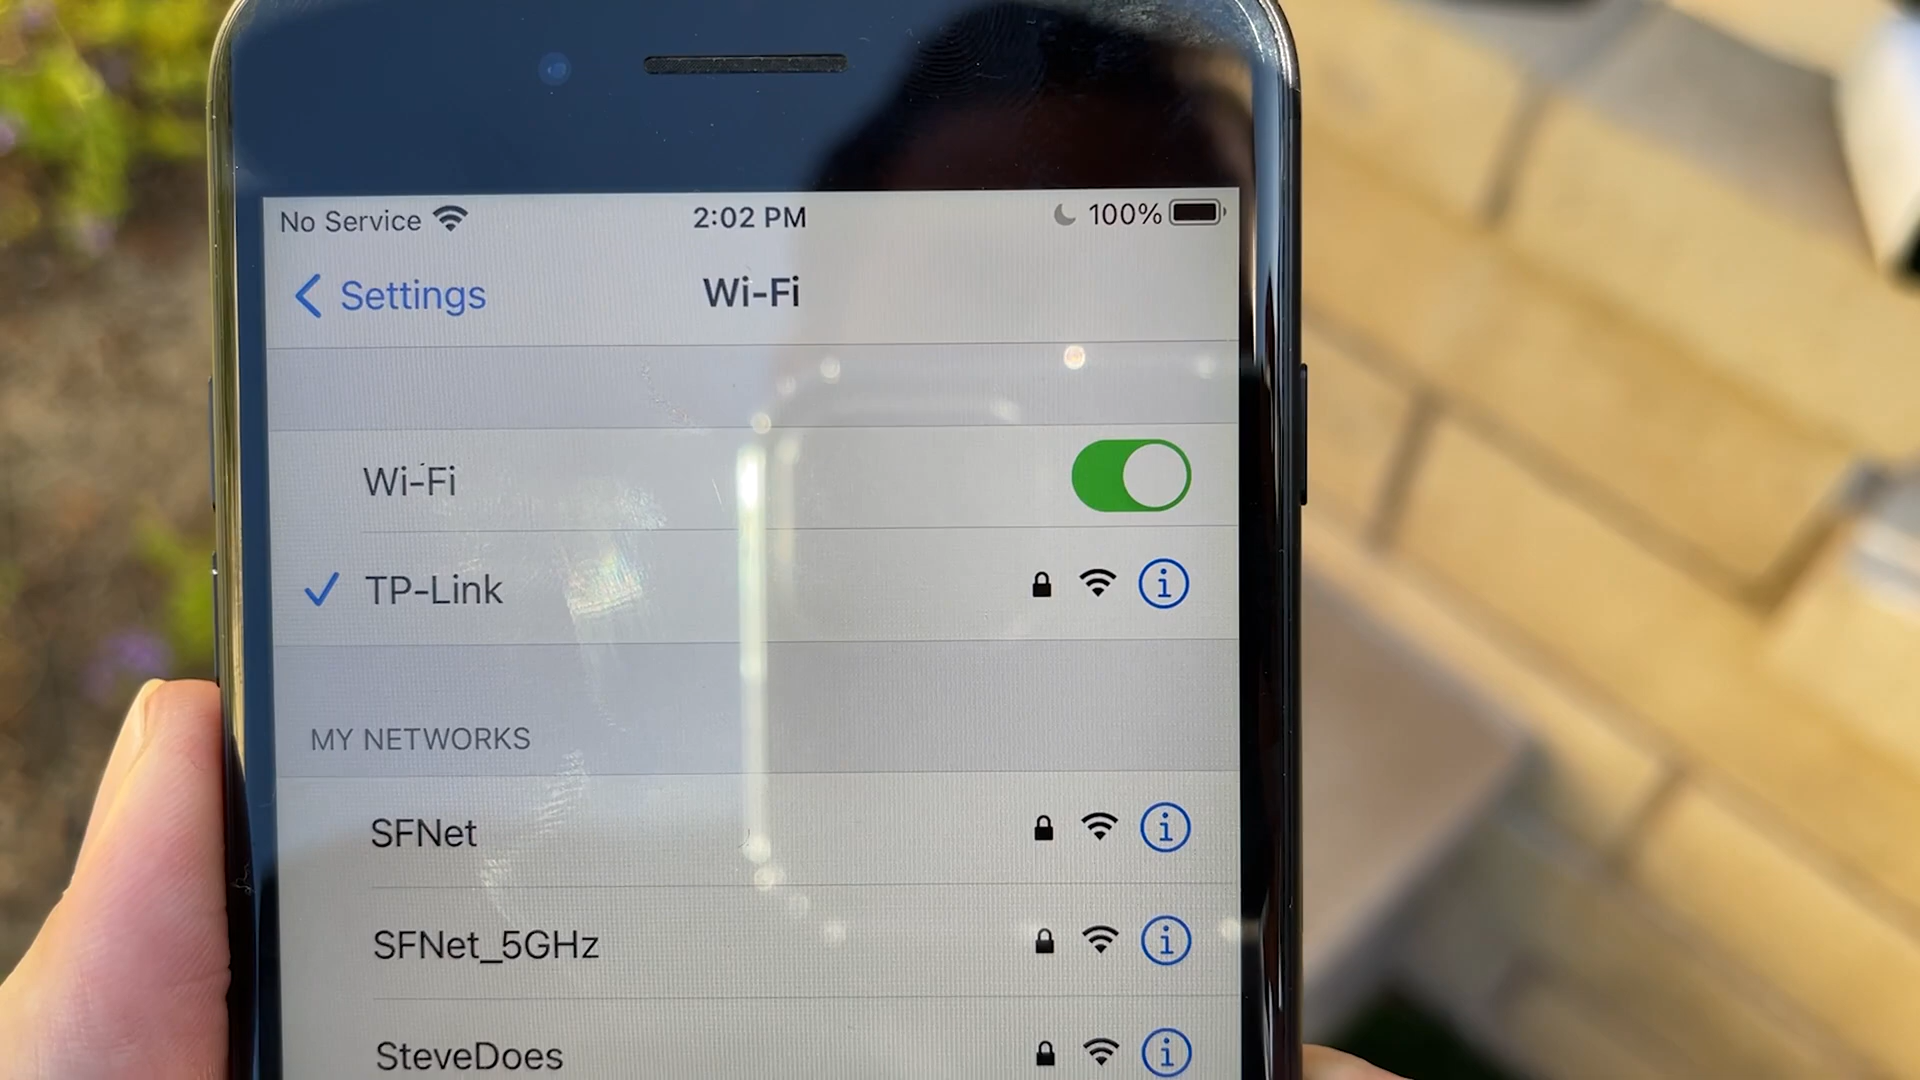 No Service 2:02 PM 100%
Settings Wi-Fi
Wi-Fi
TP-Link
MY NETWORKS
SFNet
SFNet_5GHz
SteveDoes